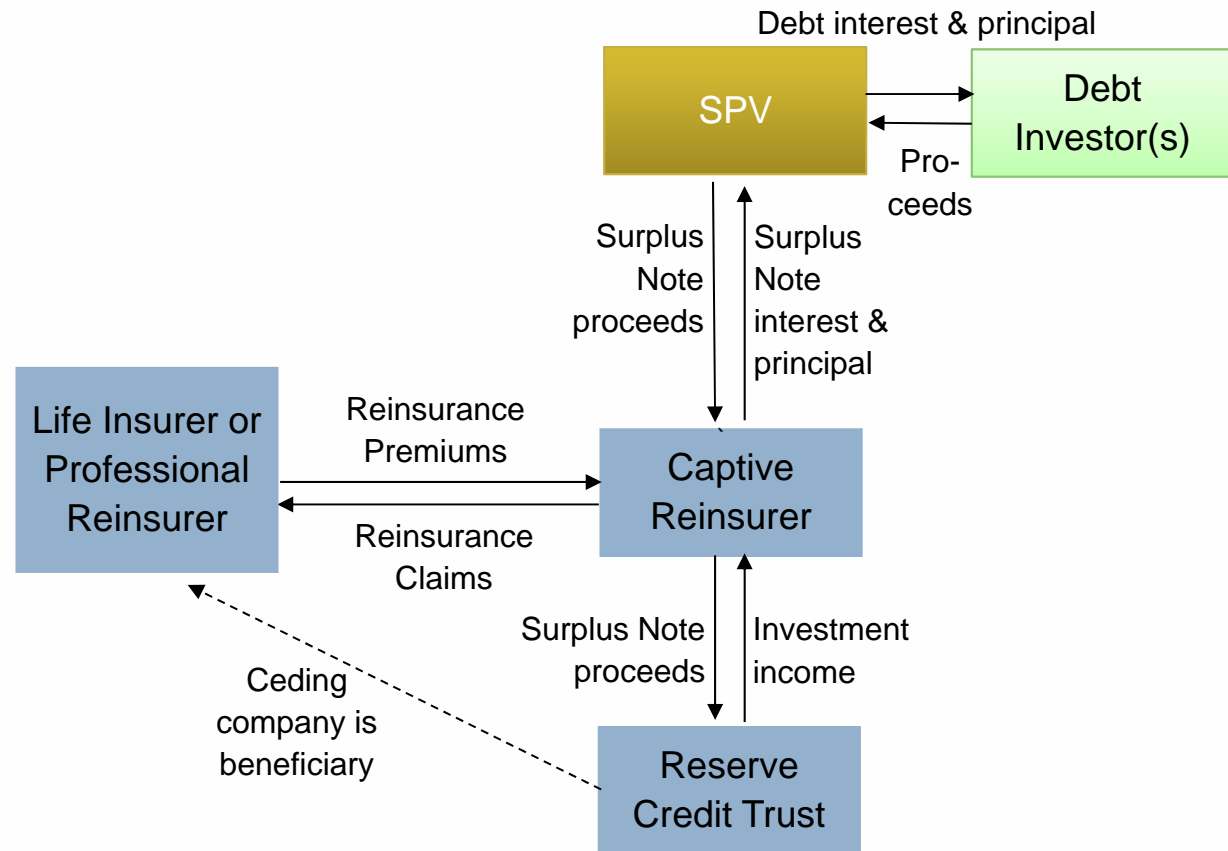 Debt interest & principal
SPV
Debt
Investor(s)
Pro-
ceeds
Surplus
Note
proceeds
Surplus
Note
interest &
principal
Life Insurer or
Professional
Reinsurer
Reinsurance
Premiums
Reinsurance
Claims
Captive
Reinsurer
Surplus Note
proceeds
Investment
income
Ceding
company is
beneficiary
Reserve
Credit Trust